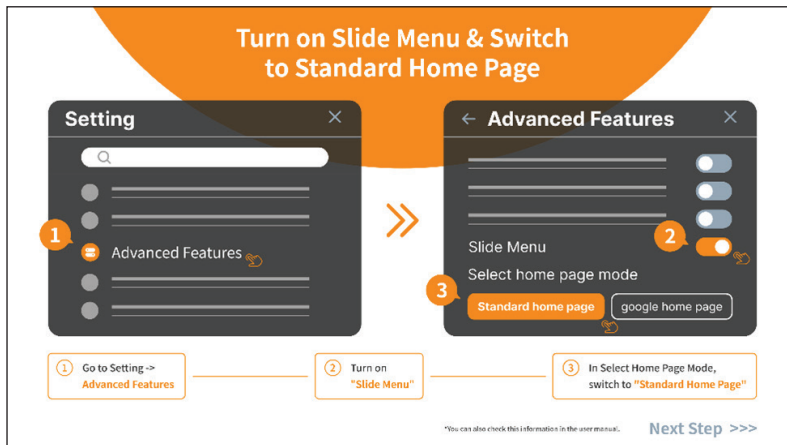 Turn on Slide Menu & Switch
to Standard Home Page
Setting
1
Advanced Features
Advanced Features
Slide Menu
2
Select home page mode
3
Standard home page
google home page
1 Go to Setting ->
Advanced Features
2 Turn on
"Slide Menu"
3 In Select Home Page Mode,
switch to "Standard Home Page"
*You can also check this information in the user manual.
Next Step >>>